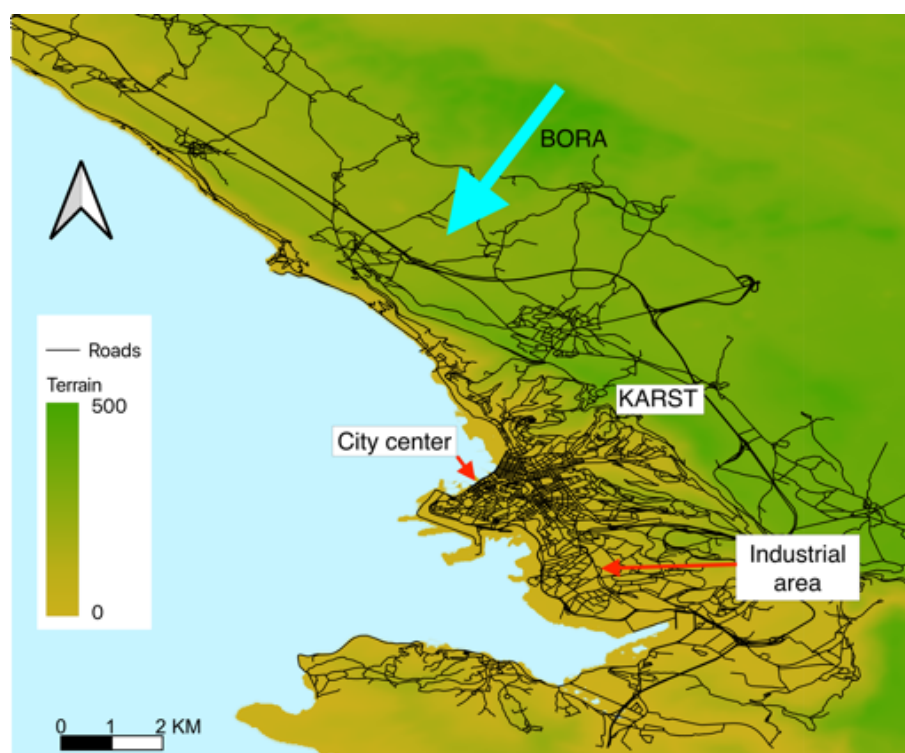 BORA
Roads
Terrain
500
0
KARST
City center
Industrial
area
0 1 2 KM